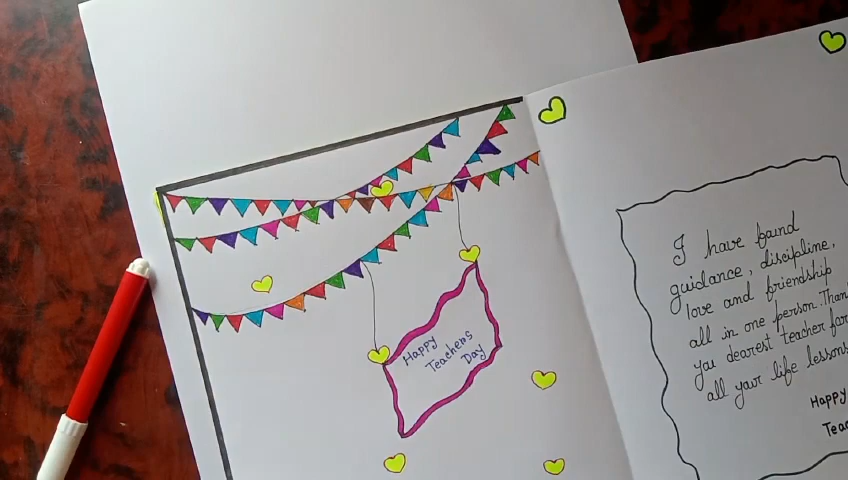 Happy
Teachers
Day
I have found
guidance, discipline,
love and friendship
all in one person. Than
you dearest teacher for
all your life lessons
Happy
Teac